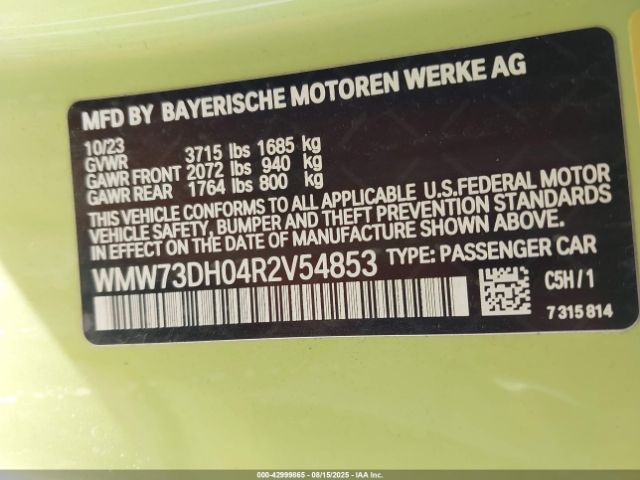 MFD BY BAYERISCHE MOTOREN WERKE AG
10/23
GVWR 3715 lbs 1685 kg
GAWR FRONT 2072 lbs 940 kg
GAWR REAR 1764 lbs 800 kg
THIS VEHICLE CONFORMS TO ALL APPLICABLE U.S.FEDERAL MOTOR
VEHICLE SAFETY, BUMPER AND THEFT PREVENTION STANDARDS
IN EFFECT ON THE DATE OF MANUFACTURE SHOWN ABOVE.
WMW73DH04R2V54853 TYPE: PASSENGER CAR
C5H/1
7315814
000-42999865 - 08/15/2025 - IAA Inc.